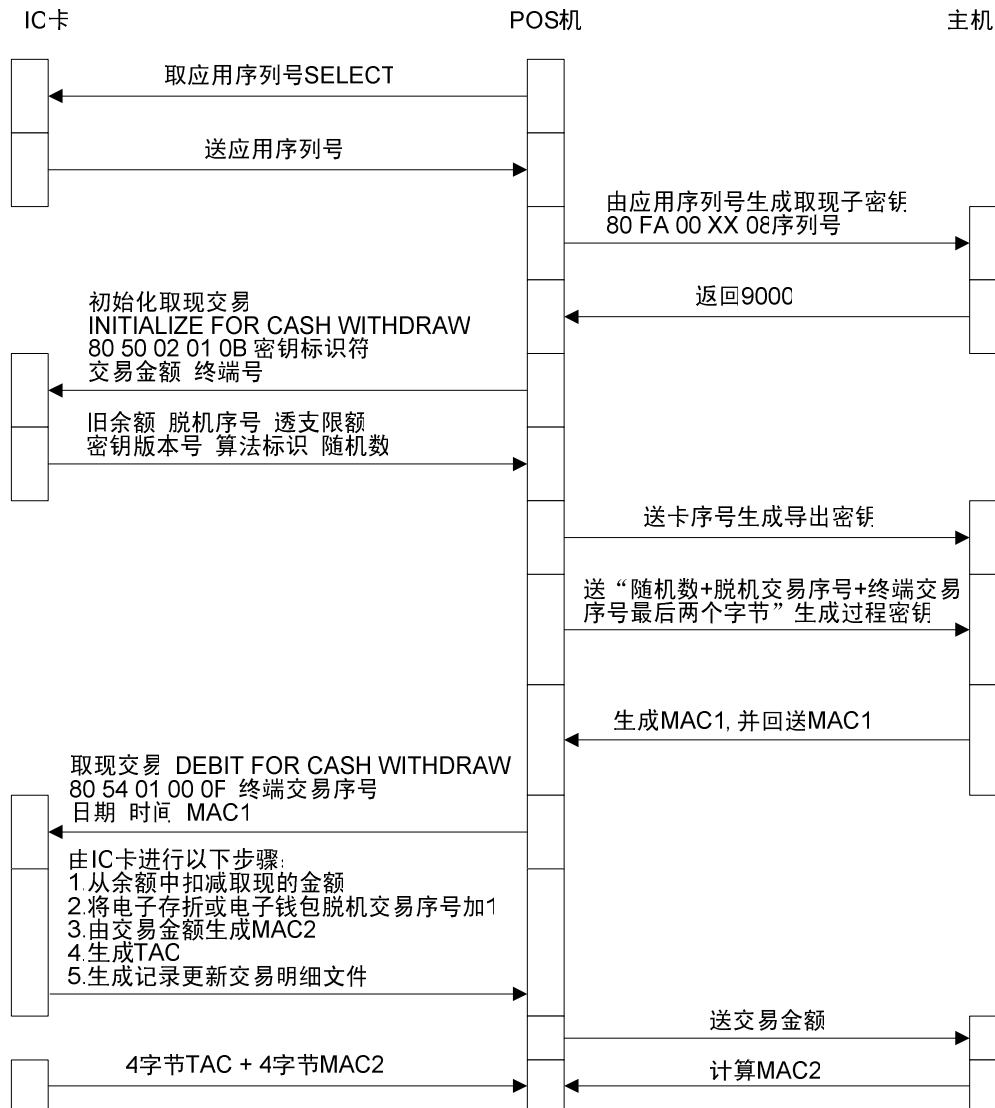 IC卡
POS机
主机
取应用序列号SELECT
送应用序列号
由应用序列号生成取现子密钥
80 FA 00 XX 08序列号
返回9000
初始化取现交易
INITIALIZE FOR CASH WITHDRAW
80 50 02 01 0B 密钥标识符
交易金额 终端号
旧余额 脱机序号 透支限额
密钥版本号 算法标识 随机数
送卡序号生成导出密钥
送“随机数+脱机交易序号+终端交易
序号最后两个字节”生成过程密钥
生成MAC1, 并回送MAC1
取现交易 DEBIT FOR CASH WITHDRAW
80 54 01 00 0F 终端交易序号
日期 时间 MAC1
由IC卡进行以下步骤:
1.从余额中扣减取现的金额
2.将电子存折或电子钱包脱机交易序号加1
3.由交易金额生成MAC2
4.生成TAC
5.生成记录更新交易明细文件
送交易金额
4字节TAC + 4字节MAC2
计算MAC2